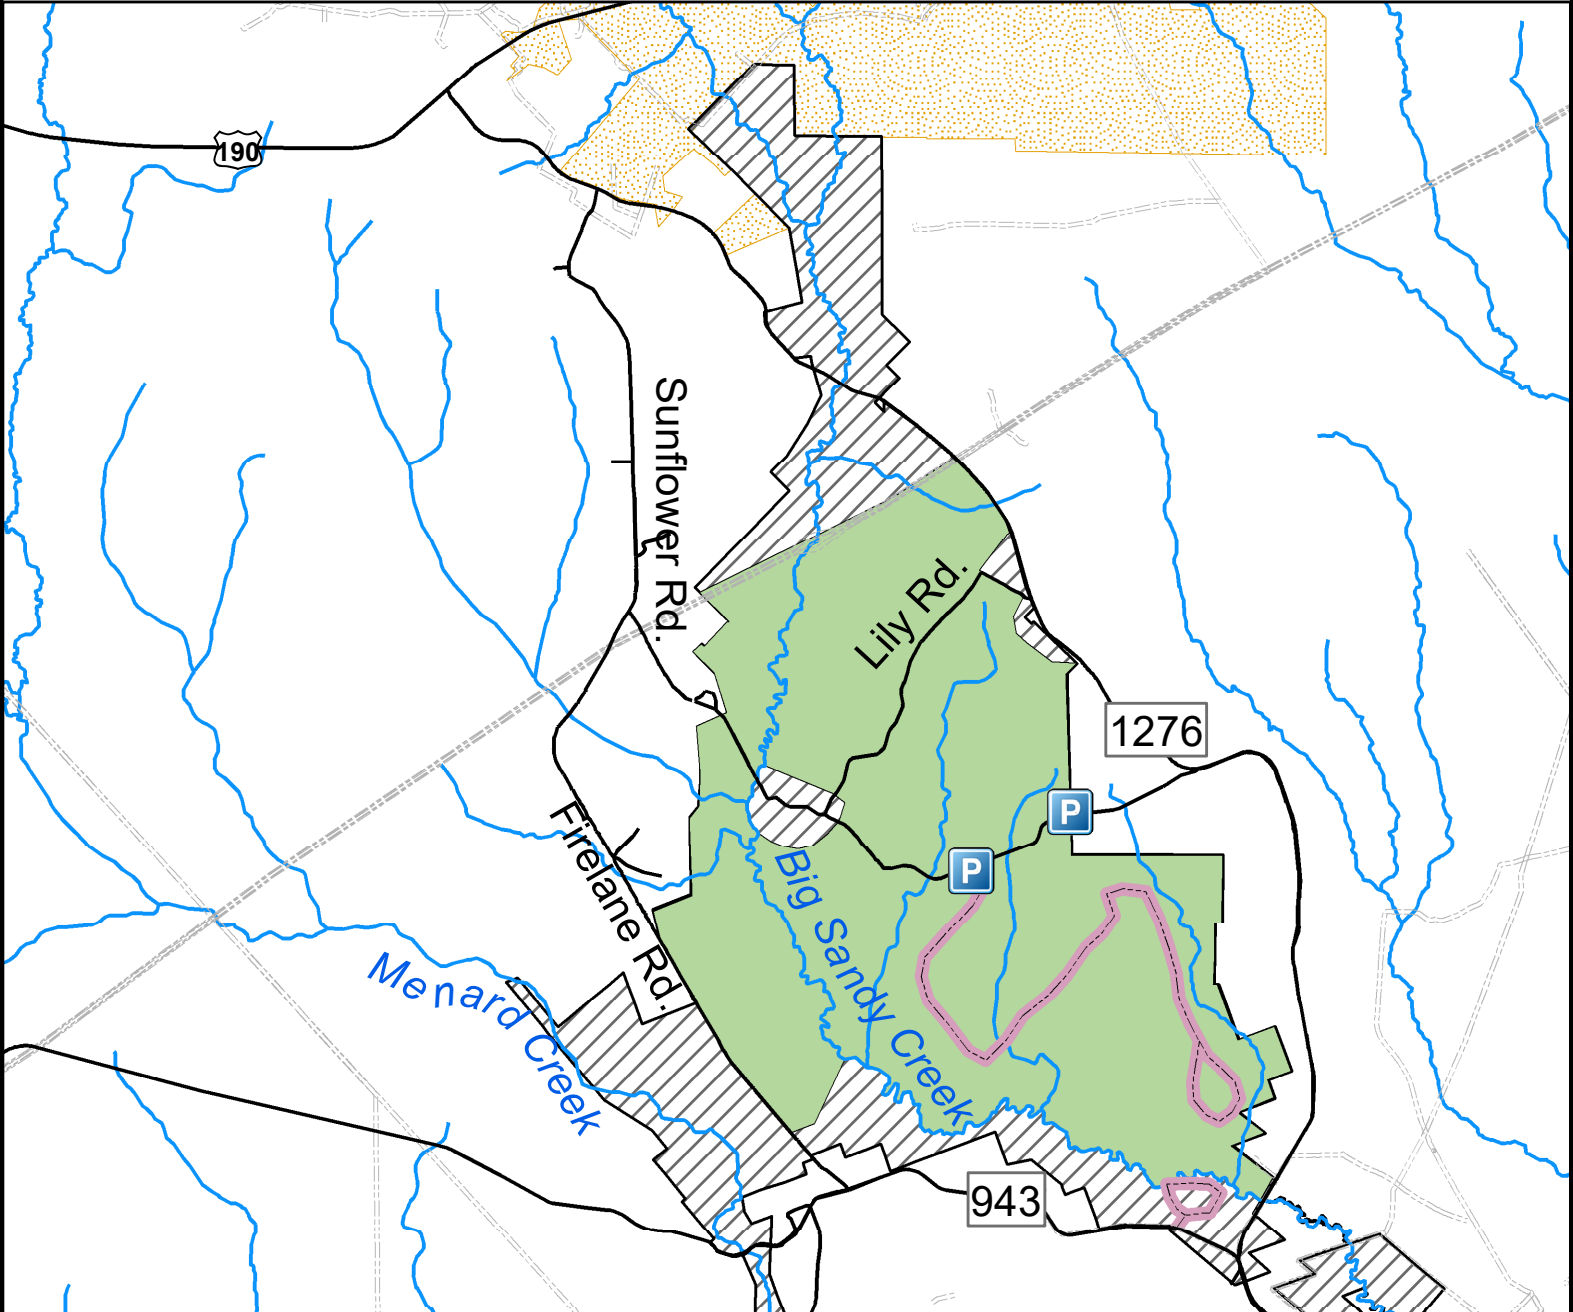 190
Sunflower Rd.
Lily Rd.
1276
P
P
Firelane Rd.
Big Sandy Creek
Menard Creek
943